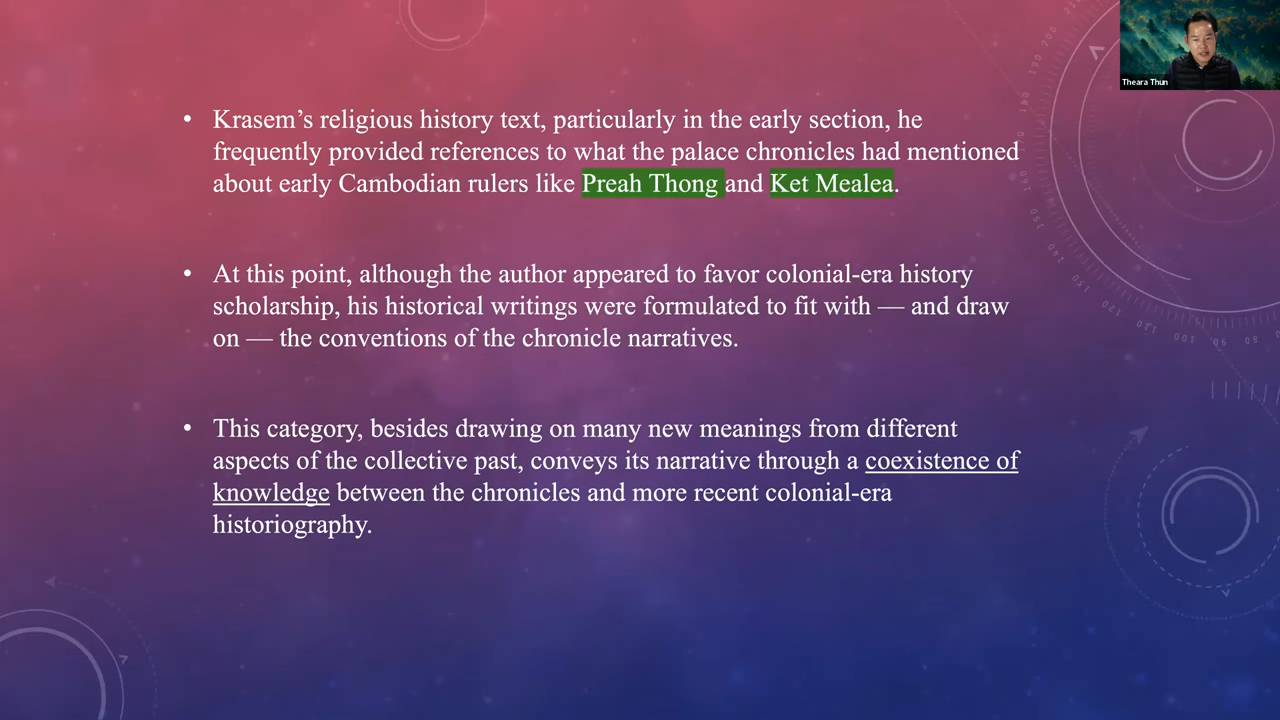 Theara Thun
• Krasem’s religious history text, particularly in the early section, he
frequently provided references to what the palace chronicles had mentioned
about early Cambodian rulers like Preah Thong and Ket Mealea.
• At this point, although the author appeared to favor colonial-era history
scholarship, his historical writings were formulated to fit with — and draw
on — the conventions of the chronicle narratives.
• This category, besides drawing on many new meanings from different
aspects of the collective past, conveys its narrative through a coexistence of
knowledge between the chronicles and more recent colonial-era
historiography.